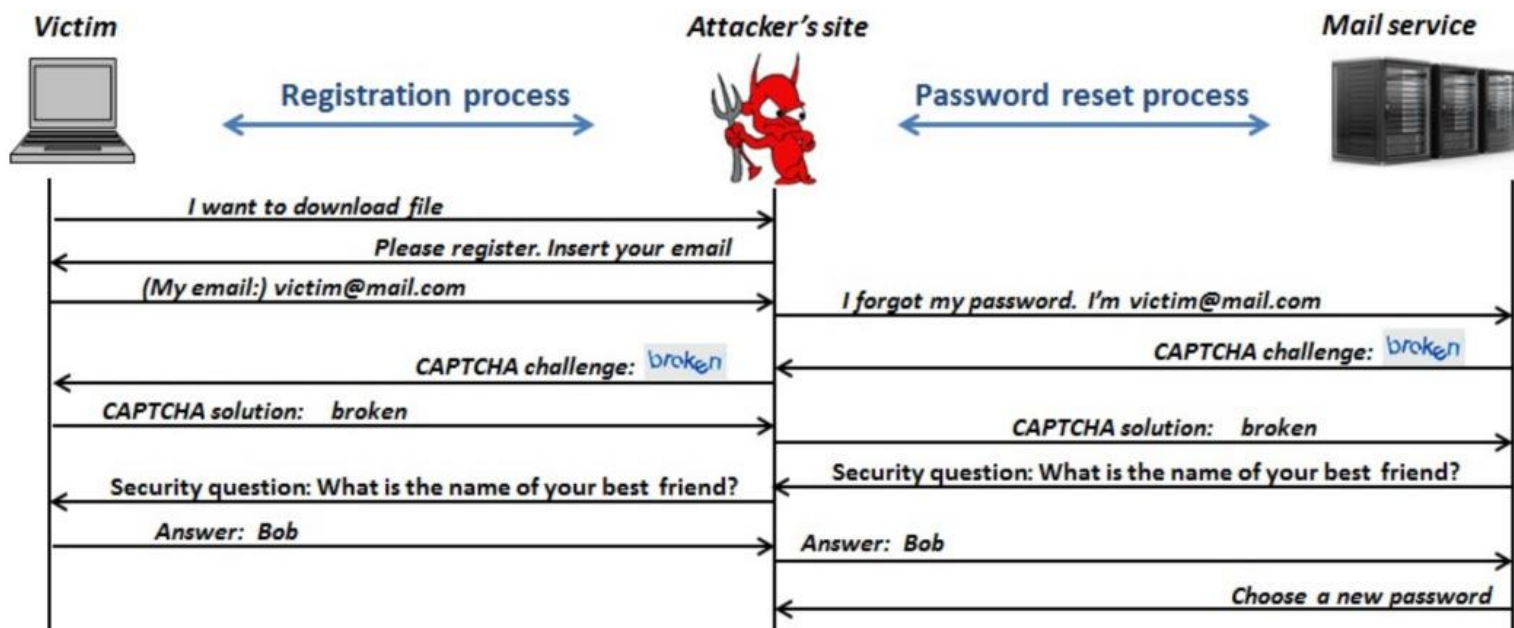 Victim
Attacker's site
Mail service
Registration process
Password reset process
I want to download file
Please register. Insert your email
(My email:) victim@mail.com
I forgot my password.  I'm victim@mail.com
CAPTCHA challenge: broken
CAPTCHA challenge: broken
CAPTCHA solution:   broken
CAPTCHA solution:   broken
Security question: What is the name of your best friend?
Security question: What is the name of your best friend?
Answer:  Bob
Answer:  Bob
Choose a new password